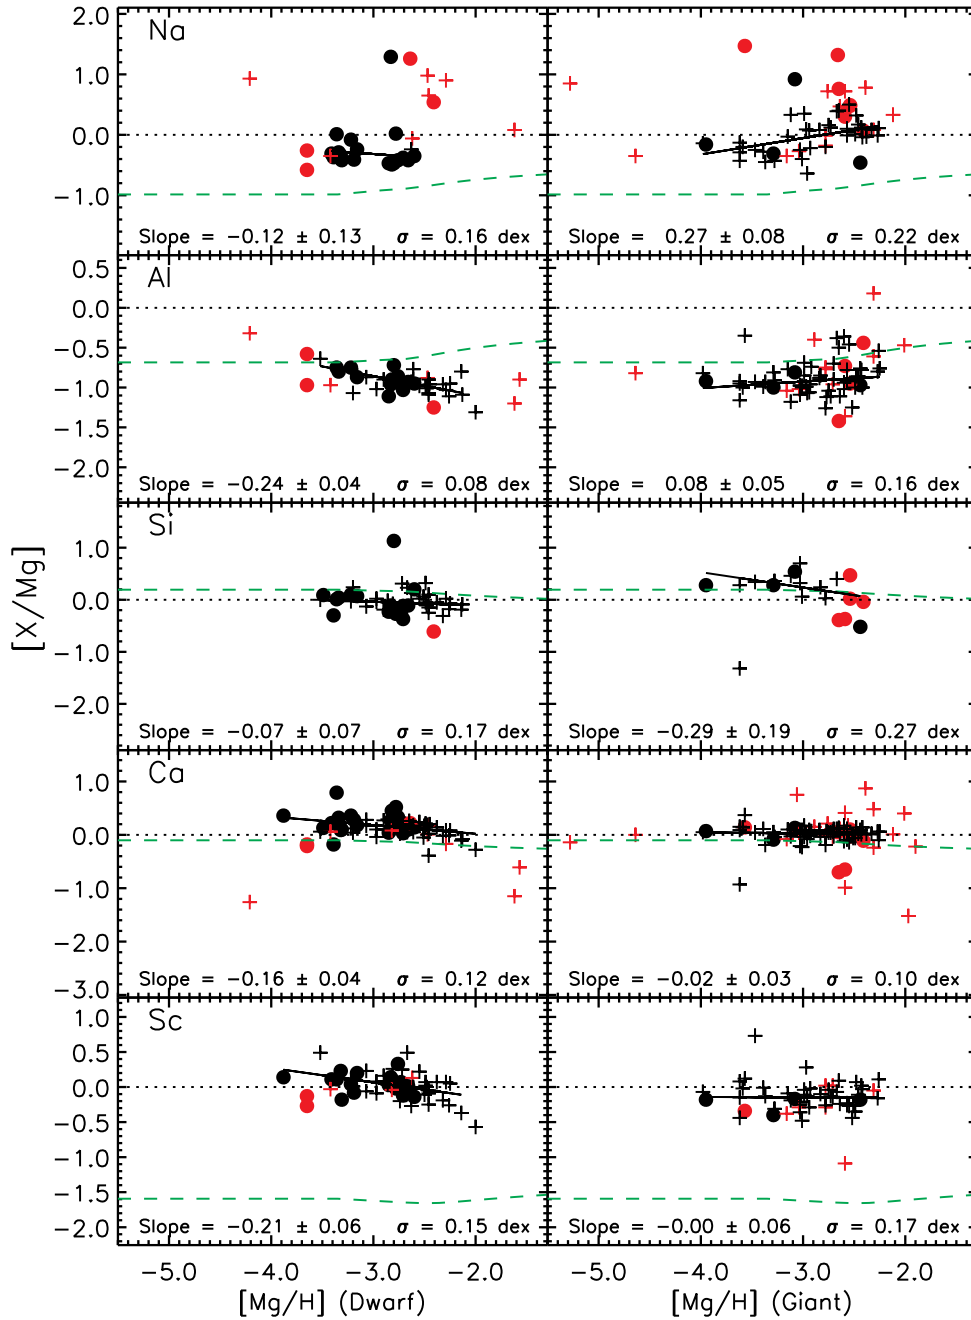 2.0
Na
1.0
0.0
−1.0
Slope = −0.12 ± 0.13 σ = 0.16 dex
Slope = 0.27 ± 0.08 σ = 0.22 dex
0.5
Al
0.0
−0.5
−1.0
−1.5
−2.0
Slope = −0.24 ± 0.04 σ = 0.08 dex
Slope = 0.08 ± 0.05 σ = 0.16 dex
Si
1.0
0.0
−1.0
−2.0
Slope = −0.07 ± 0.07 σ = 0.17 dex
Slope = −0.29 ± 0.19 σ = 0.27 dex
[X/Mg]
Ca
1.0
0.0
−1.0
−2.0
−3.0
Slope = −0.16 ± 0.04 σ = 0.12 dex
Slope = −0.02 ± 0.03 σ = 0.10 dex
Sc
1.0
0.5
0.0
−0.5
−1.0
−1.5
−2.0
Slope = −0.21 ± 0.06 σ = 0.15 dex
Slope = −0.00 ± 0.06 σ = 0.17 dex
−5.0 −4.0 −3.0 −2.0
−5.0 −4.0 −3.0 −2.0
[Mg/H] (Dwarf)
[Mg/H] (Giant)